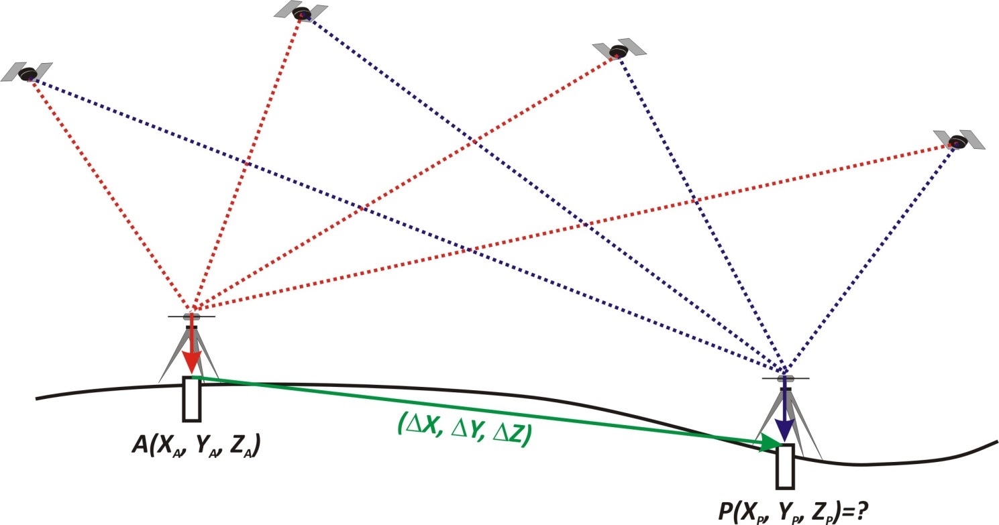 (ΔX, ΔY, ΔZ)
A(X_A, Y_A, Z_A)
P(X_P, Y_P, Z_P)=?